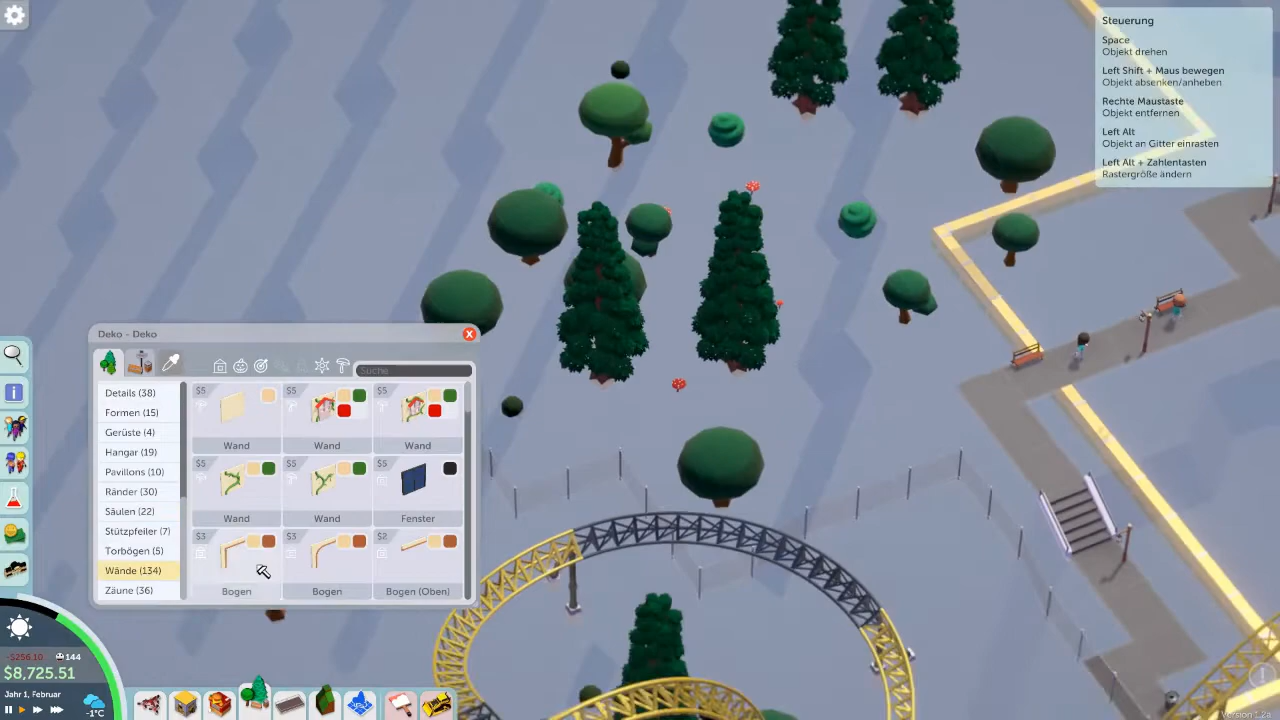 Steuerung
Space
Objekt drehen
Left Shift + Maus bewegen
Objekt absenken/anheben
Rechte Maustaste
Objekt entfernen
Left Alt
Objekt an Gitter einrasten
Left Alt + Zahlentasten
Rastergröße ändern
Deko - Deko
Suche
Details (38)
Formen (15)
Gerüste (4)
Hangar (19)
Pavillons (10)
Ränder (30)
Säulen (22)
Stützpfeiler (7)
Torbögen (5)
Wände (134)
Zäune (36)
$5 $5 $5
Wand Wand Wand
$5 $5 $5
Wand Wand Fenster
$3 $3 $2
Bogen Bogen Bogen (Oben)
-$256.10 144
$8,725.51
Jahr 1, Februar
-1°C
Version 1.2a